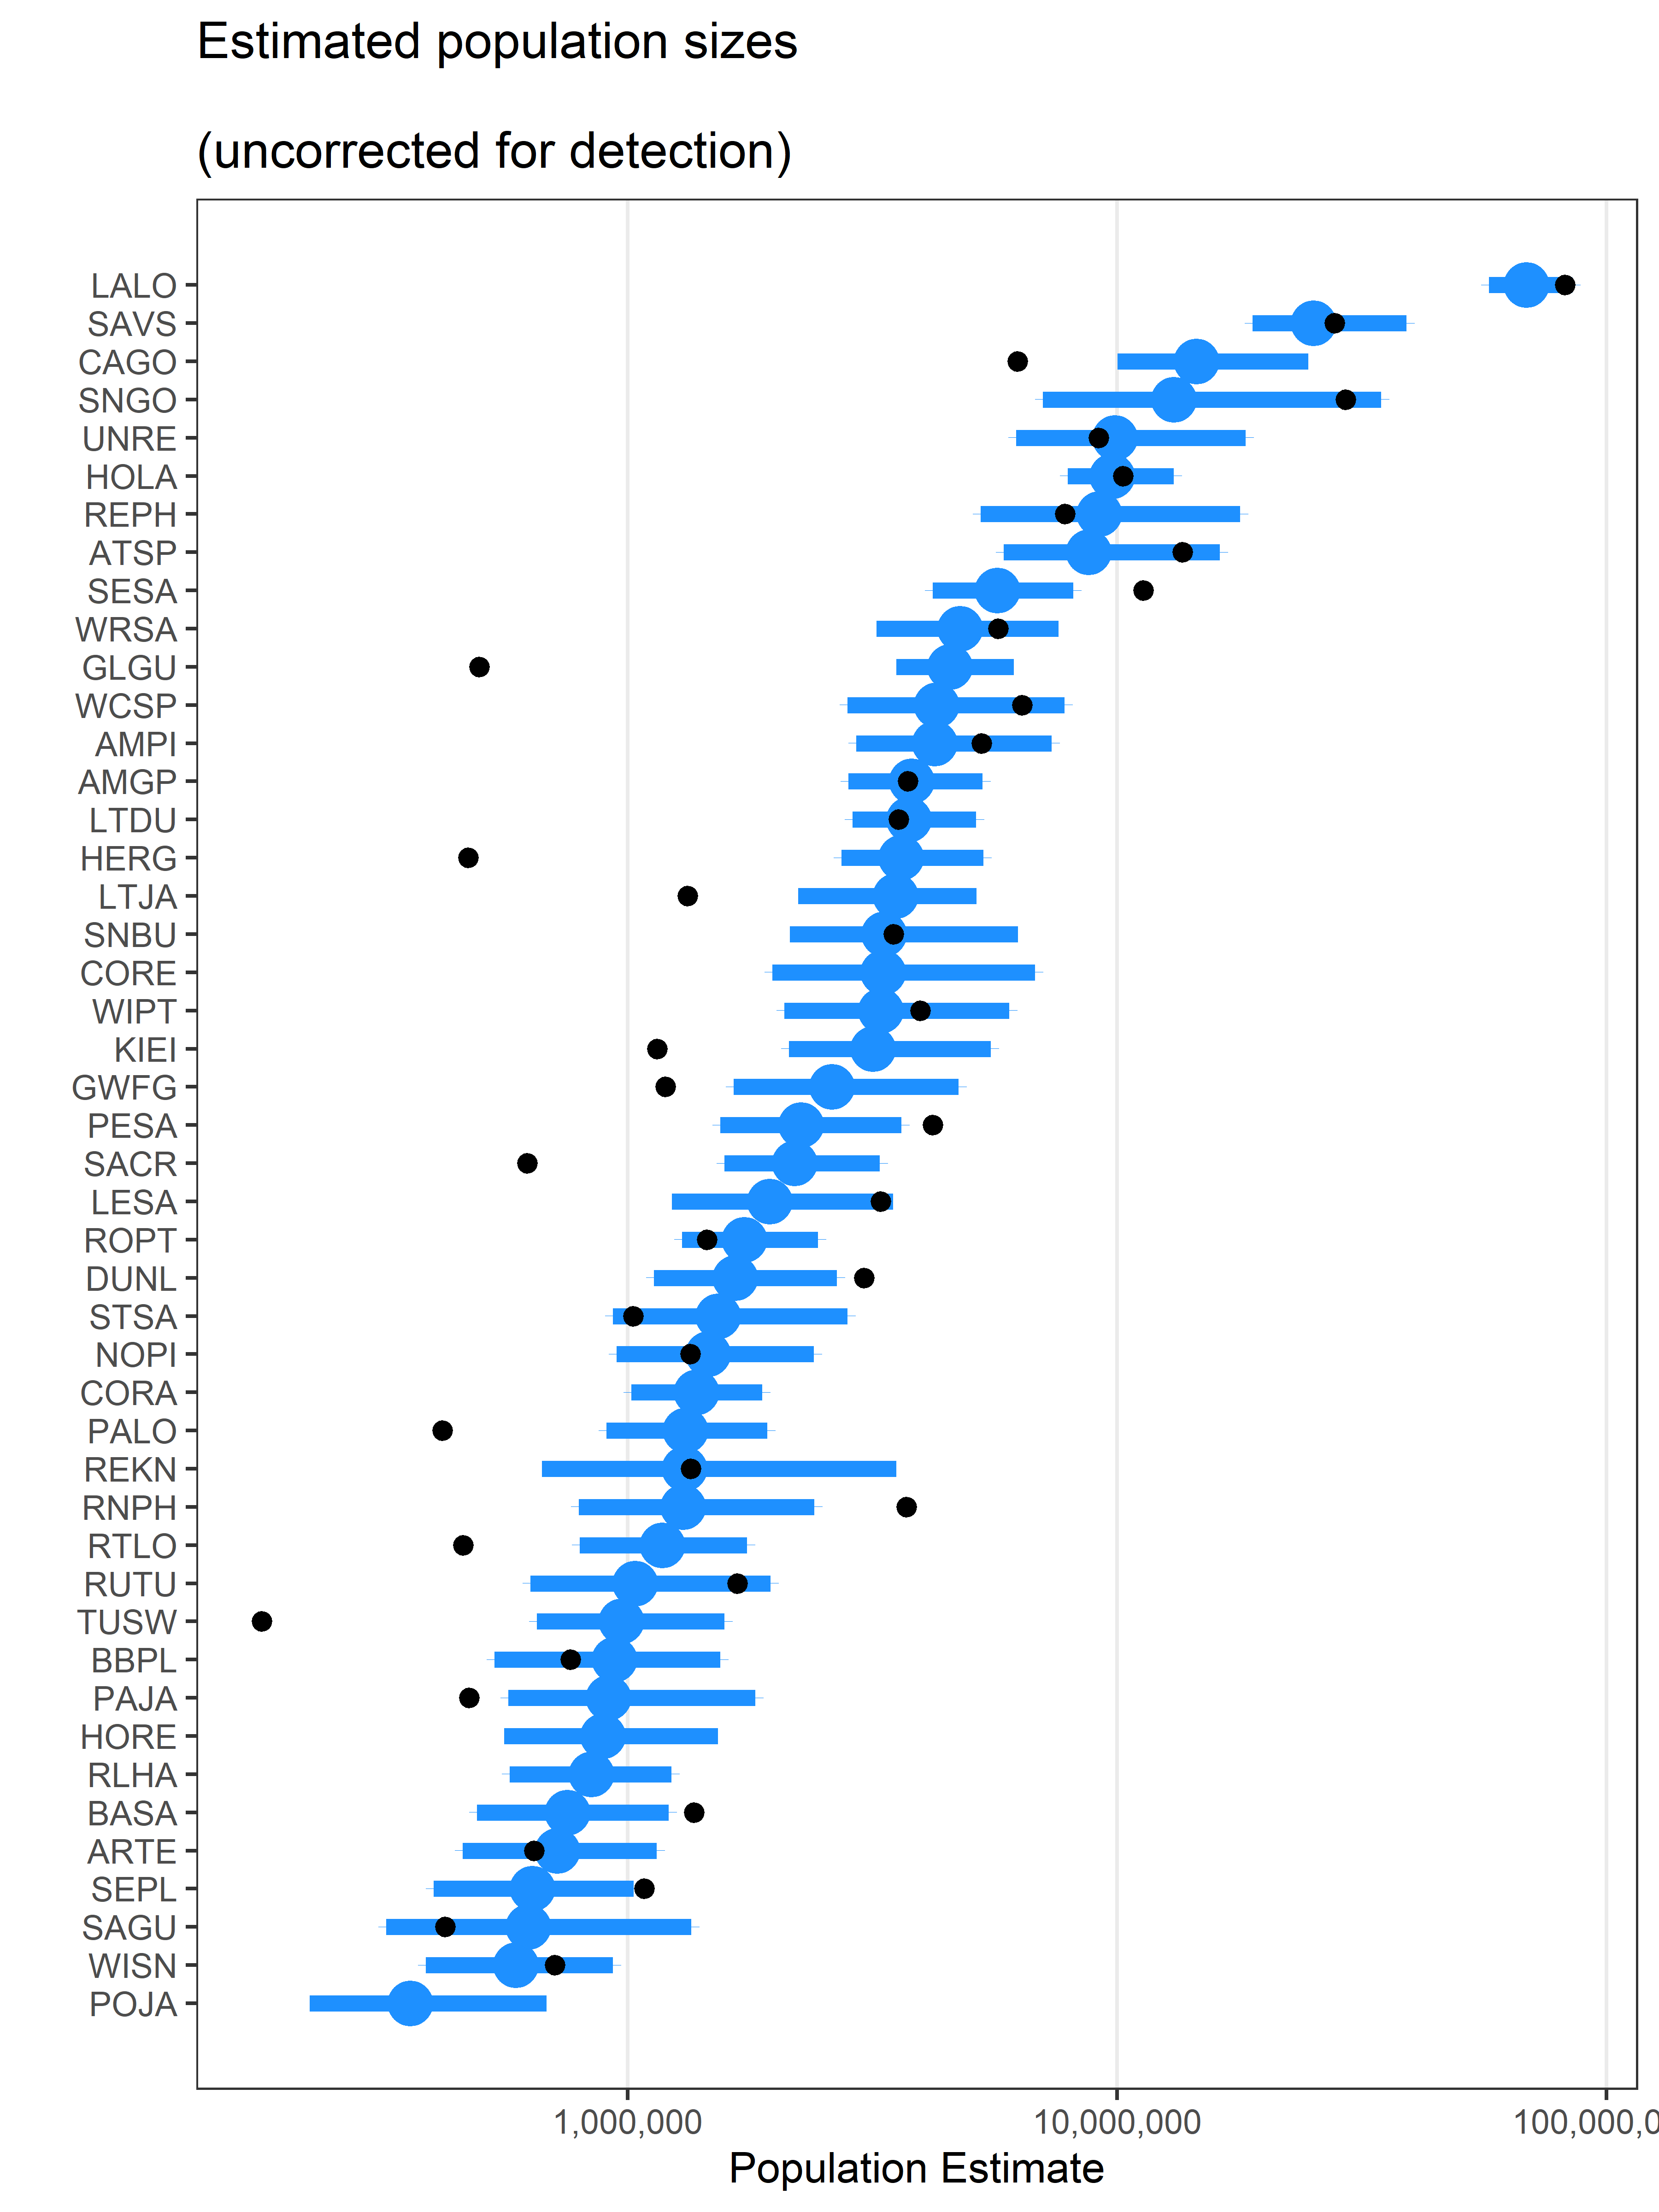 Estimated population sizes
(uncorrected for detection)
LALO
SAVS
CAGO
SNGO
UNRE
HOLA
REPH
ATSP
SESA
WRSA
GLGU
WCSP
AMPI
AMGP
LTDU
HERG
LTJA
SNBU
CORE
WIPT
KIEI
GWFG
PESA
SACR
LESA
ROPT
DUNL
STSA
NOPI
CORA
PALO
REKN
RNPH
RTLO
RUTU
TUSW
BBPL
PAJA
HORE
RLHA
BASA
ARTE
SEPL
SAGU
WISN
POJA
1,000,000 10,000,000 100,000,0
Population Estimate